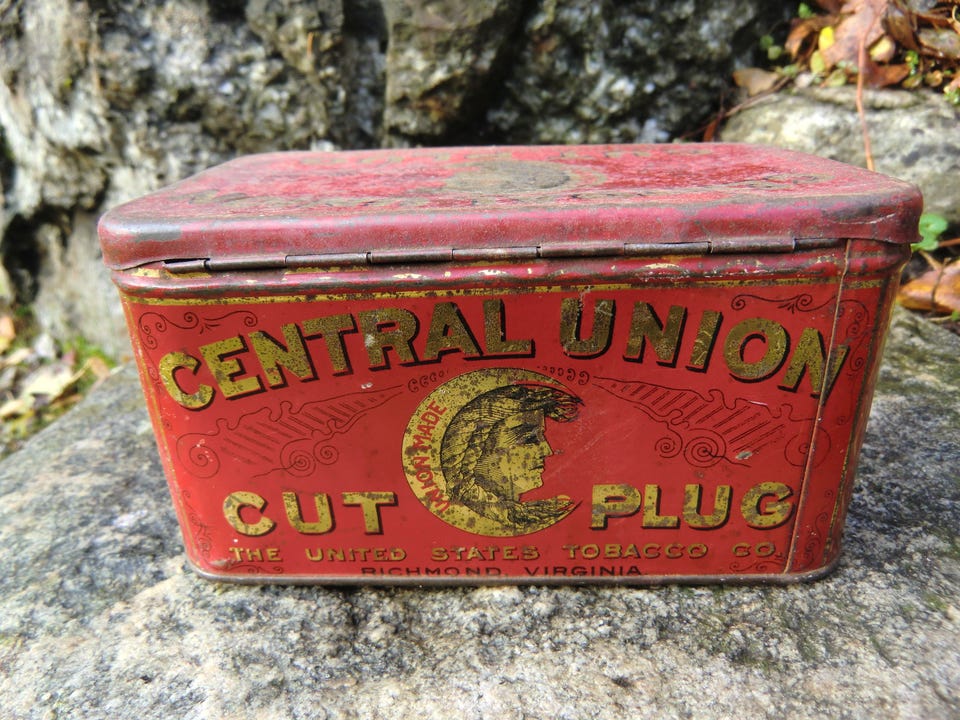 CENTRAL UNION
UNION MADE
CUT PLUG
THE UNITED STATES TOBACCO CO.
RICHMOND, VIRGINIA